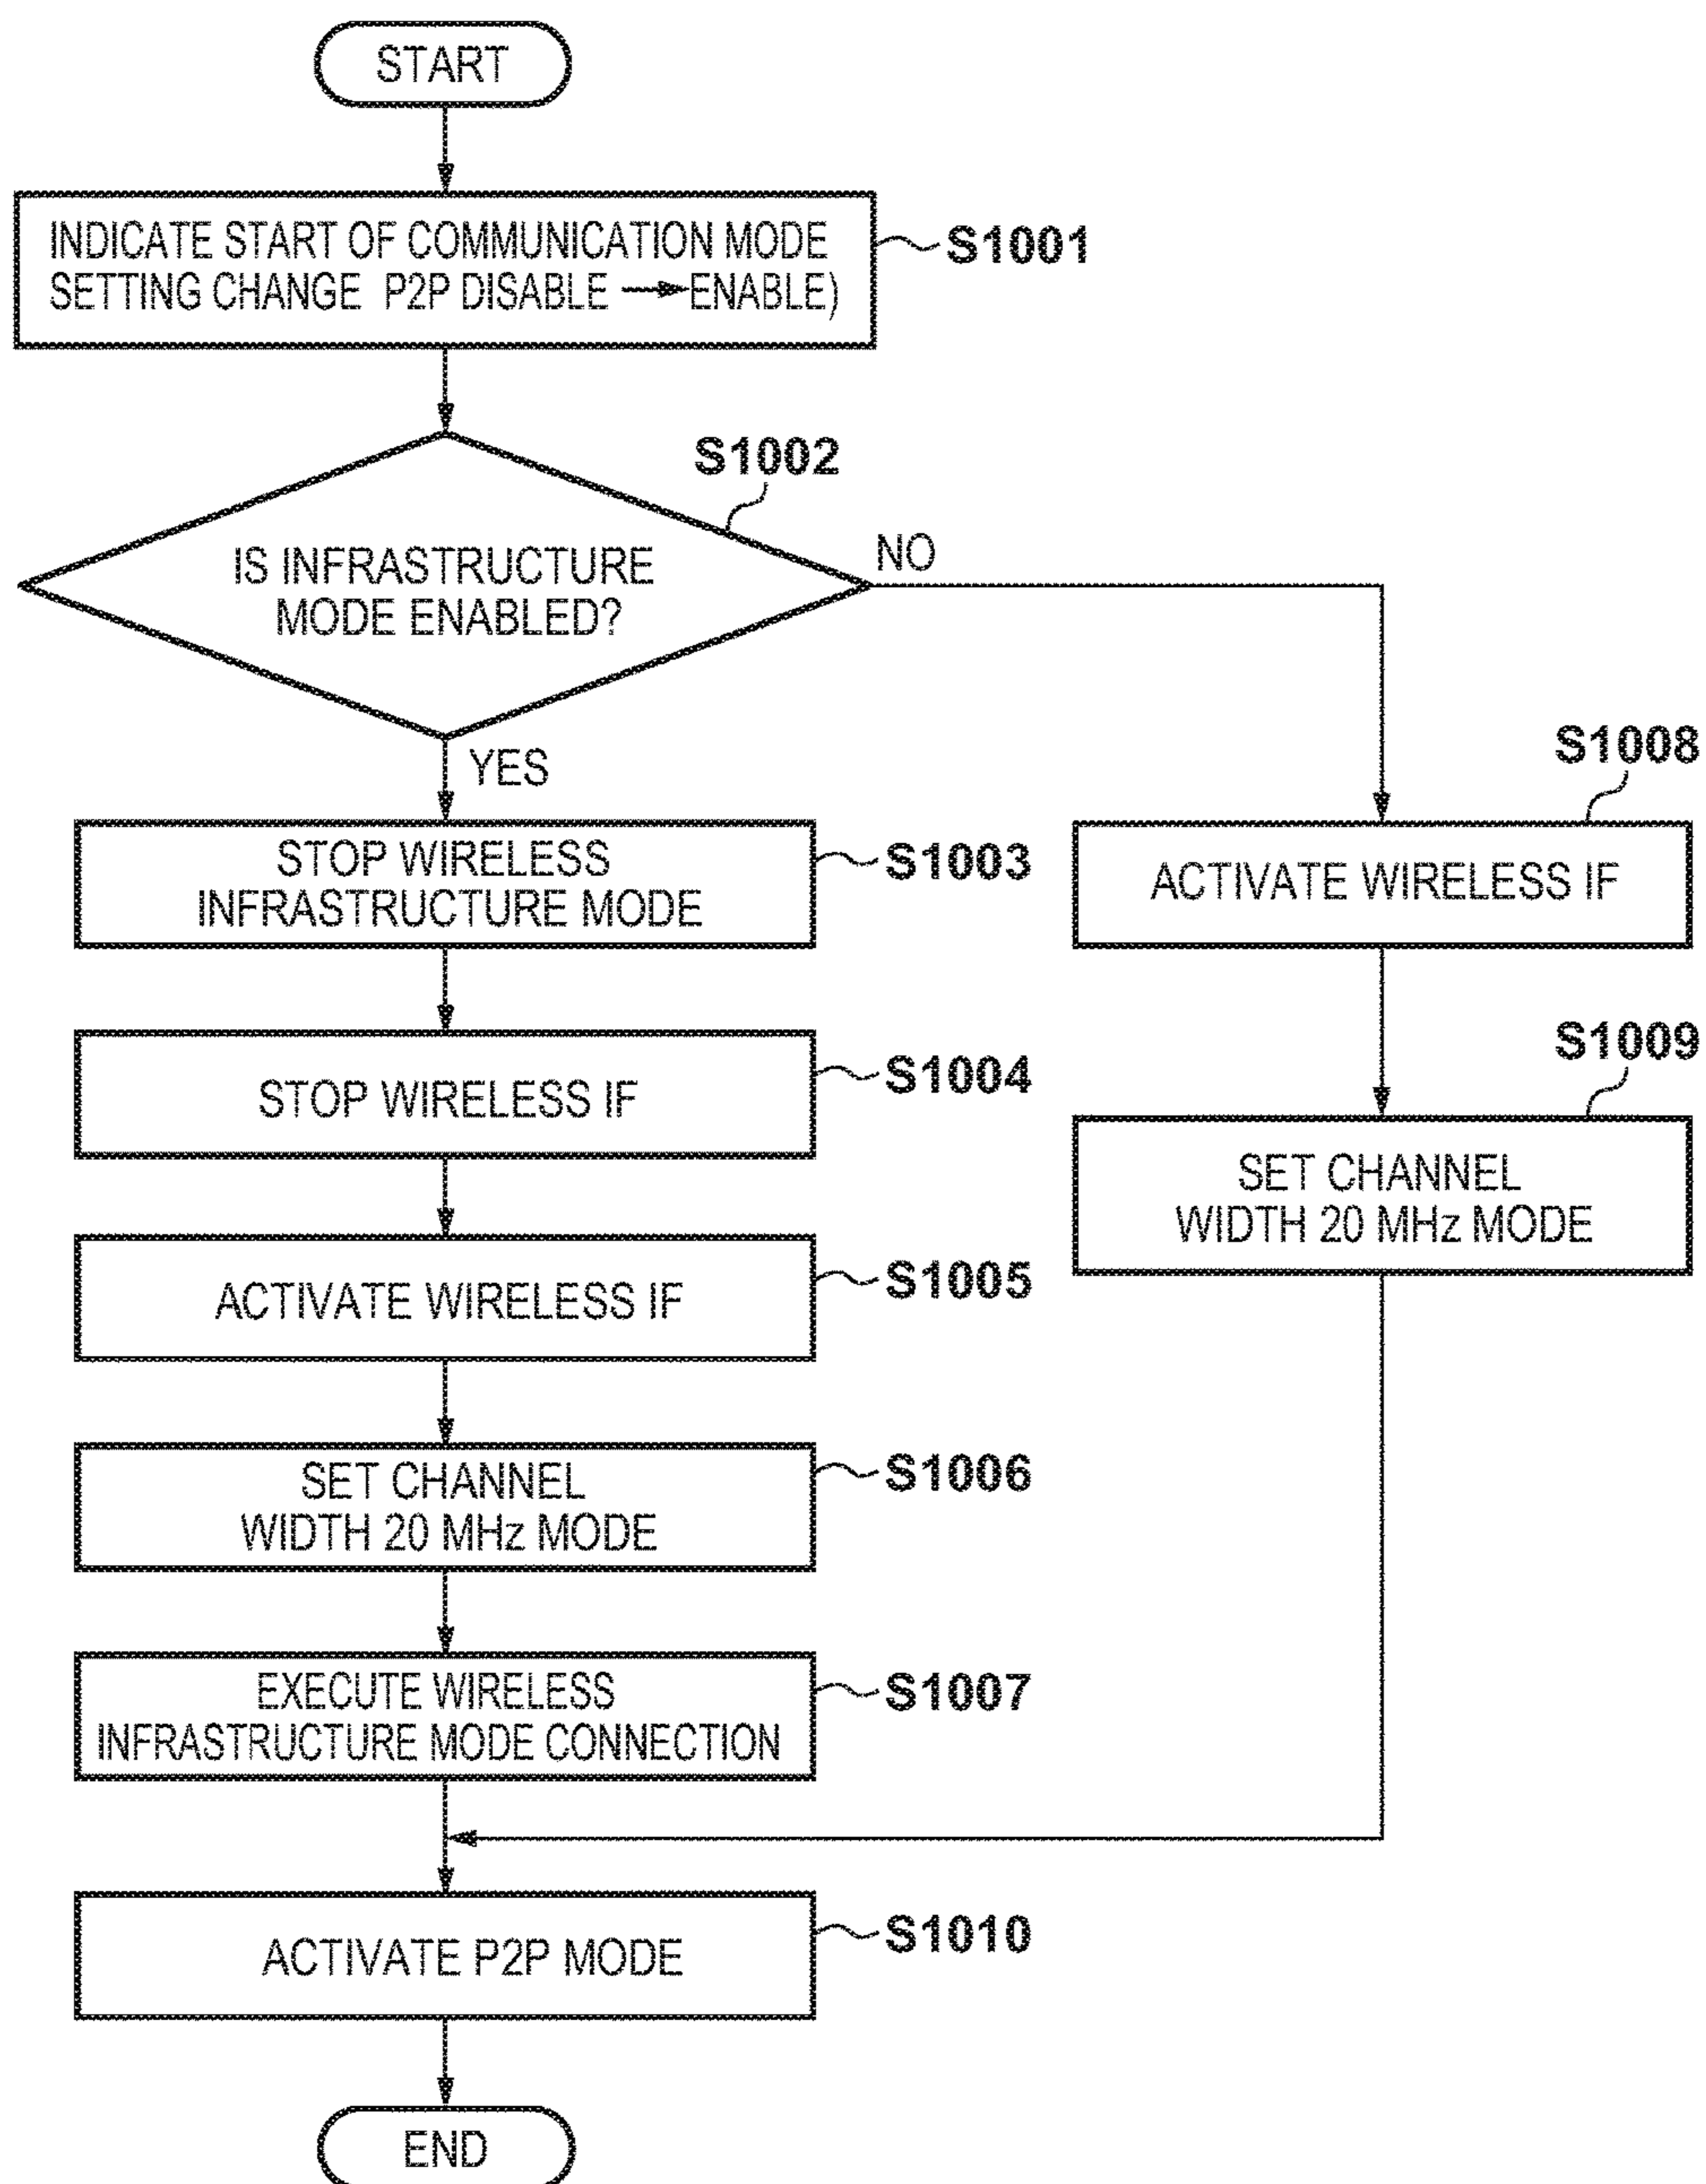 START
INDICATE START OF COMMUNICATION MODE
SETTING CHANGE P2P DISABLE → ENABLE)
S1001
S1002
IS INFRASTRUCTURE
MODE ENABLED?
NO
YES
STOP WIRELESS
INFRASTRUCTURE MODE
S1003
STOP WIRELESS IF
S1004
ACTIVATE WIRELESS IF
S1005
SET CHANNEL
WIDTH 20 MHz MODE
S1006
EXECUTE WIRELESS
INFRASTRUCTURE MODE CONNECTION
S1007
S1008
ACTIVATE WIRELESS IF
S1009
SET CHANNEL
WIDTH 20 MHz MODE
ACTIVATE P2P MODE
S1010
END